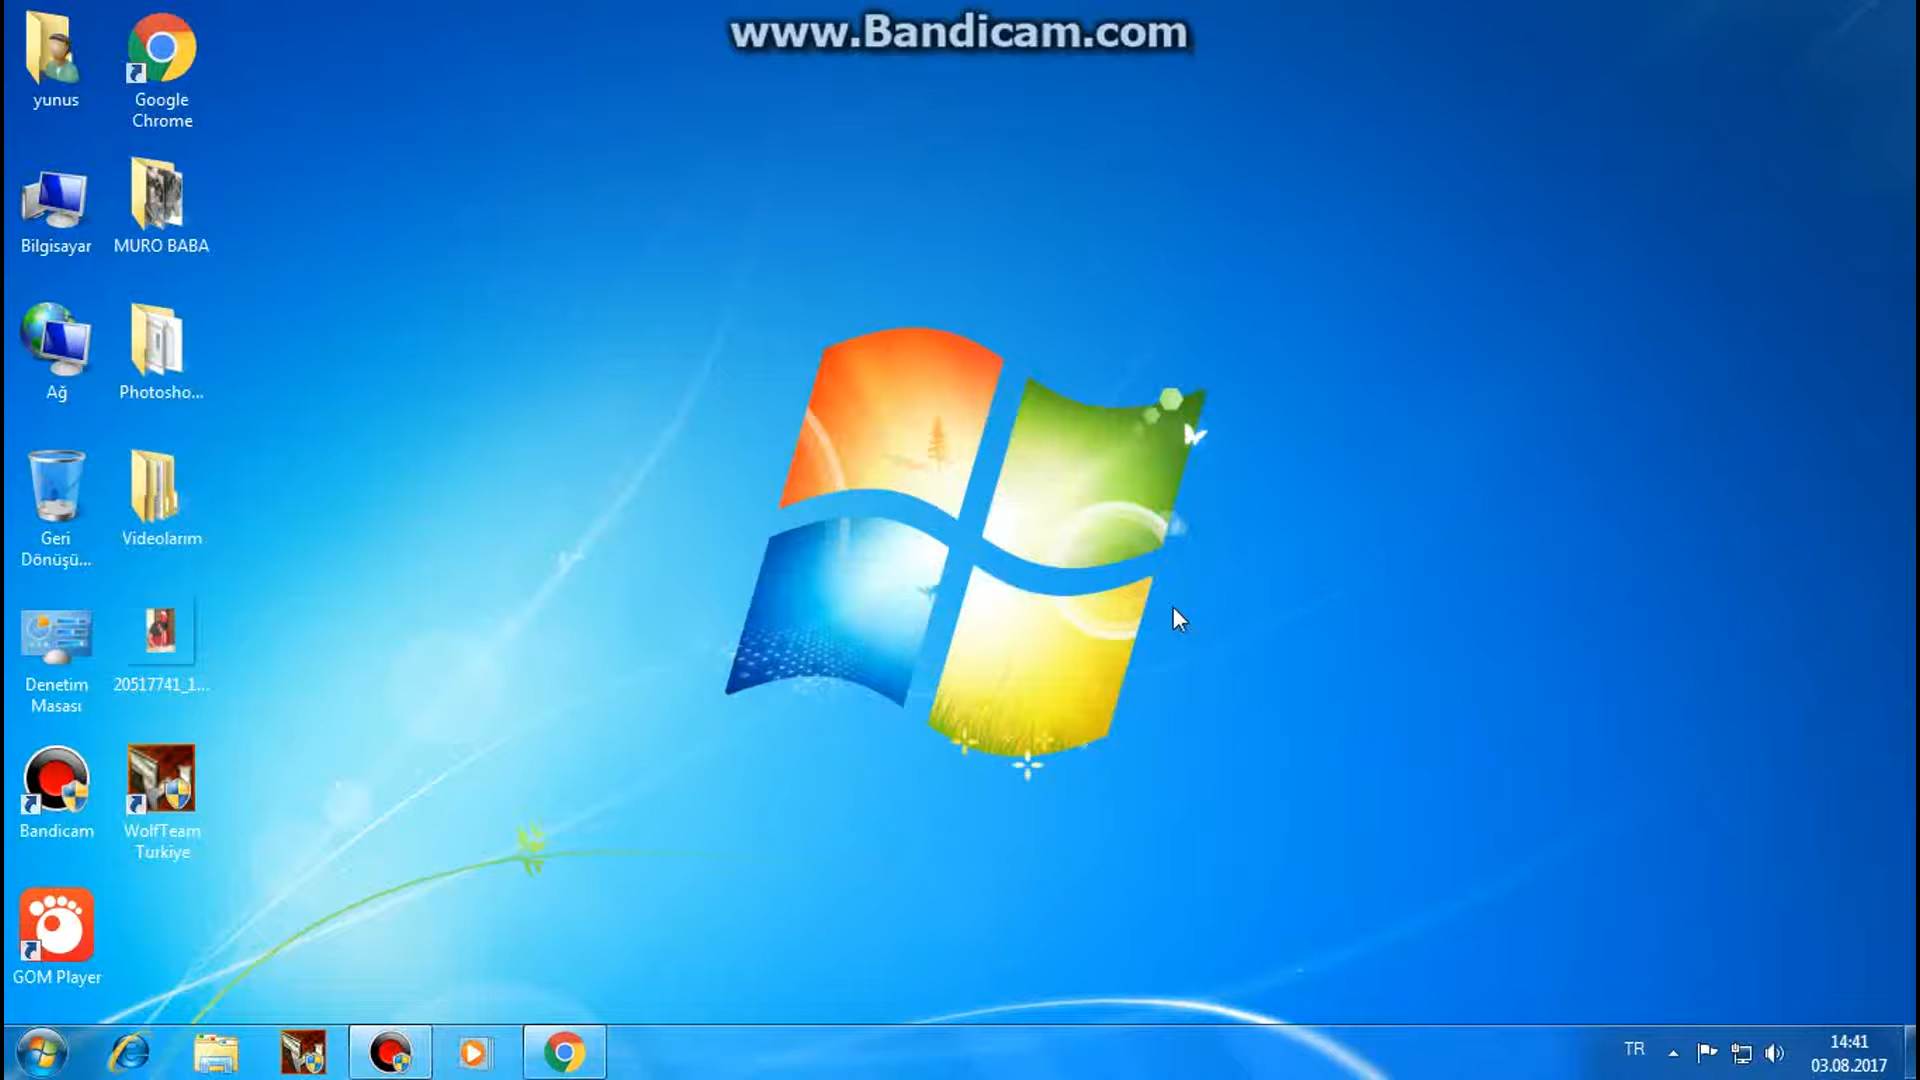 www.Bandicam.com
yunus
Google
Chrome
Bilgisayar
MURO BABA
Ağ
Photosho...
Geri
Dönüşü...
Videolarım
Denetim
Masası
20517741_1...
Bandicam
WolfTeam
Turkiye
GOM Player
TR
14:41
03.08.2017